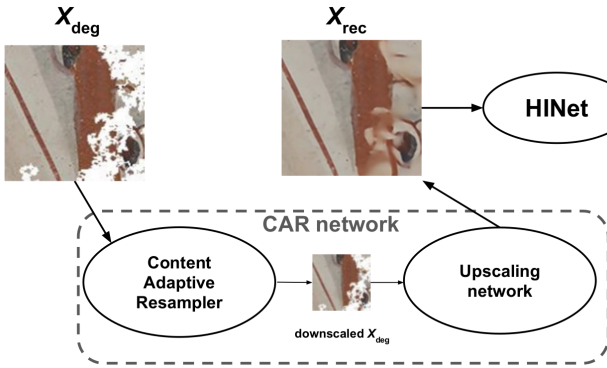 X_deg
X_rec
HINet
CAR network
Content
Adaptive
Resampler
Upscaling
network
downscaled X_deg